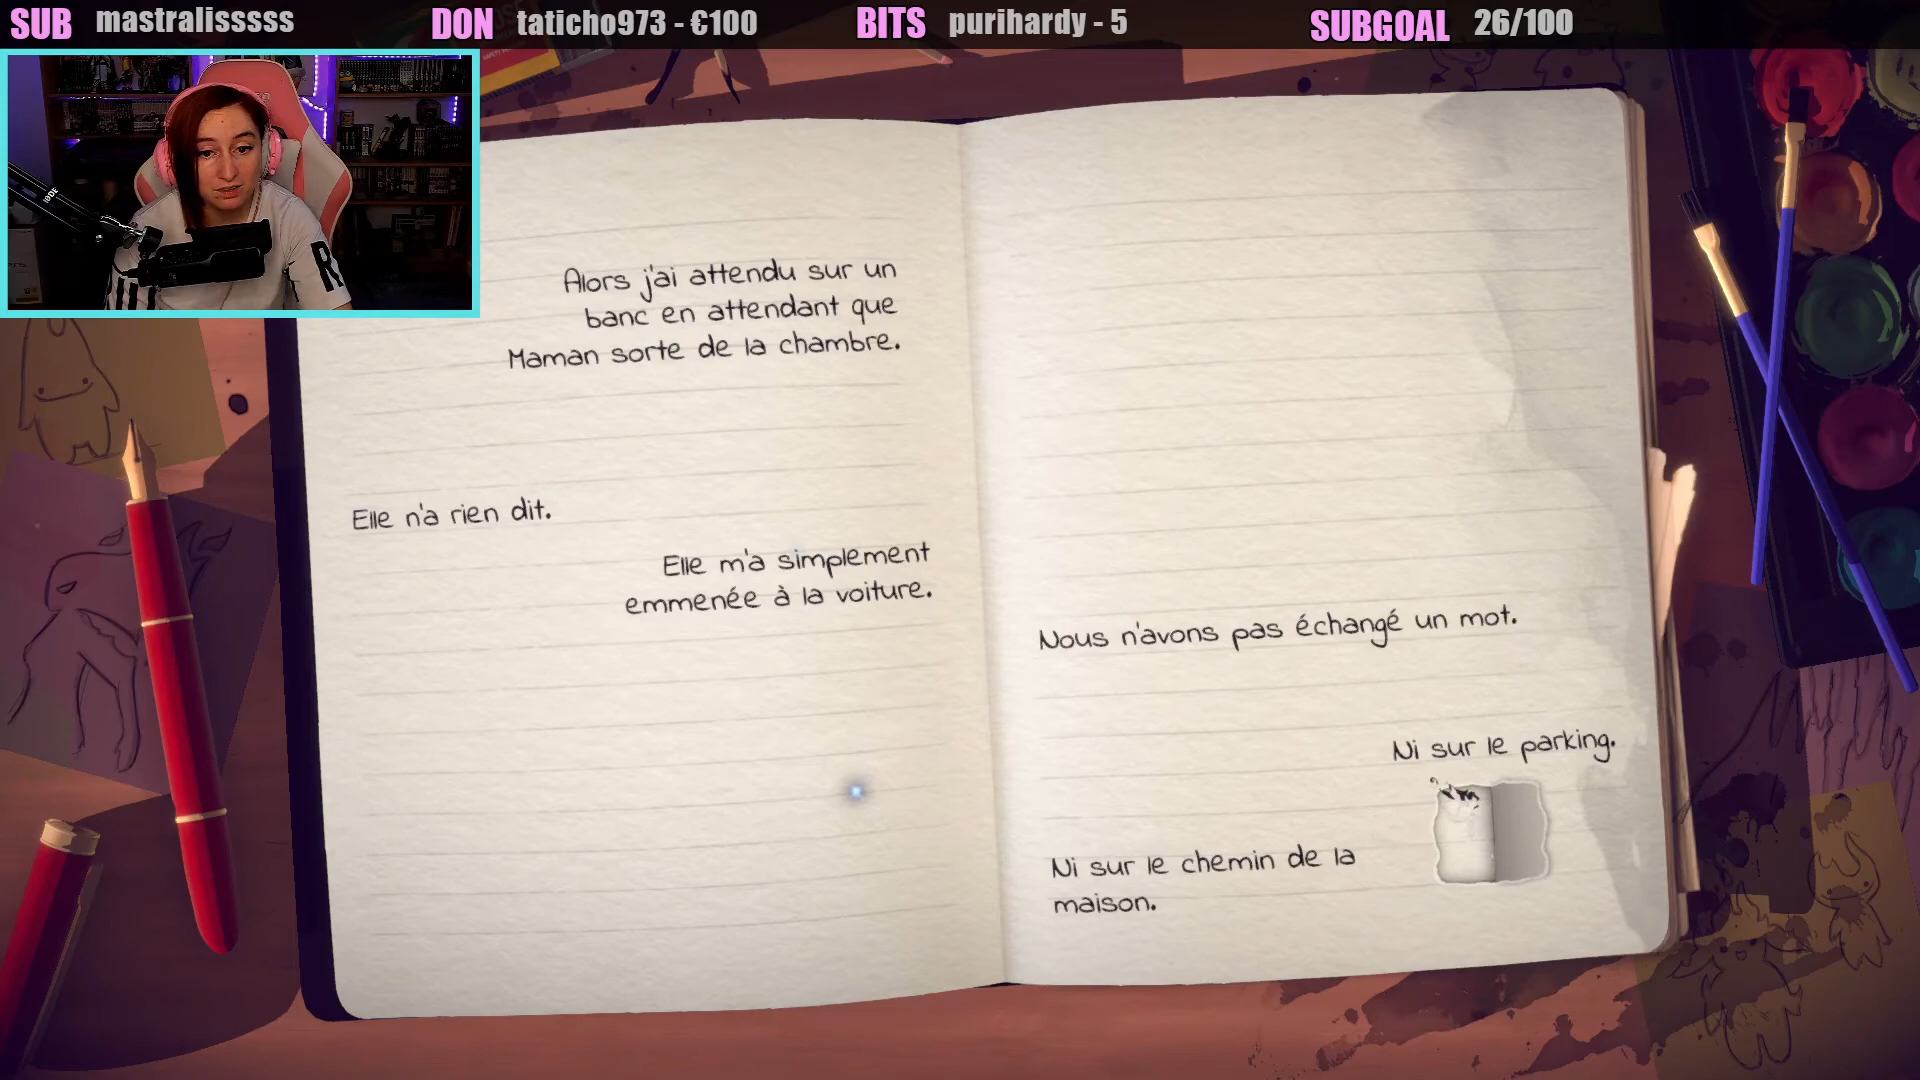 SUB mastralisssss DON taticho973 - €100 BITS purihardy - 5 SUBGOAL 26/100
RODE
Alors j'ai attendu sur un
banc en attendant que
Maman sorte de la chambre.
Elle n'a rien dit.
Elle m'a simplement
emmenée à la voiture.
Nous n'avons pas échangé un mot.
Ni sur le parking.
Ni sur le chemin de la
maison.